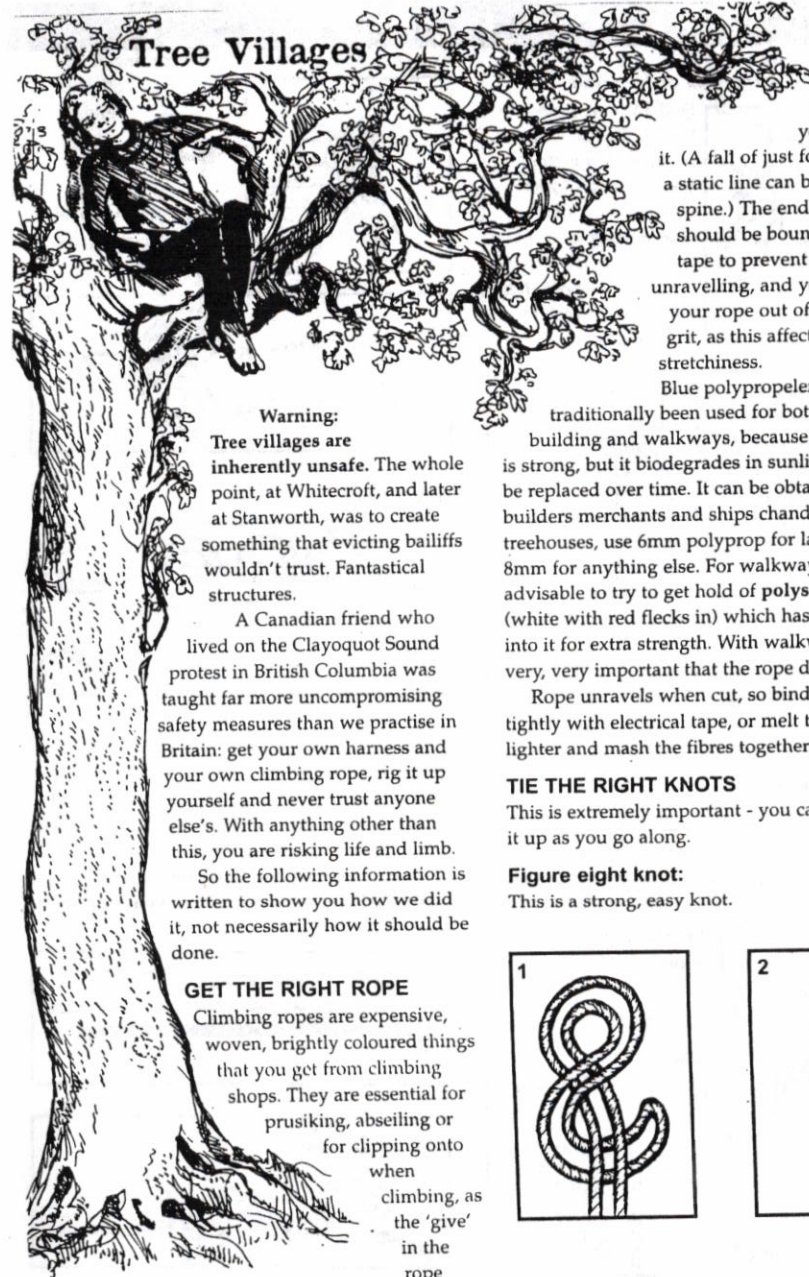 Tree Villages
Warning:
Tree villages are
inherently unsafe. The whole
point, at Whitecroft, and later
at Stanworth, was to create
something that evicting bailiffs
wouldn't trust. Fantastical
structures.
A Canadian friend who
lived on the Clayoquot Sound
protest in British Columbia was
taught far more uncompromising
safety measures than we practise in
Britain: get your own harness and
your own climbing rope, rig it up
yourself and never trust anyone
else's. With anything other than
this, you are risking life and limb.
So the following information is
written to show you how we did
it, not necessarily how it should be
done.
GET THE RIGHT ROPE
Climbing ropes are expensive,
woven, brightly coloured things
that you get from climbing
shops. They are essential for
prusiking, abseiling or
for clipping onto
when
climbing, as
the 'give'
in the
rope
it. (A fall of just
a static line can
spine.) The end
should be
tape to prevent
unravelling, and
your rope out of
grit, as this
stretchiness.
Blue
traditionally been used for
building and walkways, because
is strong, but it biodegrades in
be replaced over time. It can be
builders merchants and ships
treehouses, use 6mm polyprop for
8mm for anything else. For
advisable to try to get hold of
(white with red flecks in) which has
into it for extra strength. With
very, very important that the rope
Rope unravels when cut, so bind
tightly with electrical tape, or melt
lighter and mash the fibres together
TIE THE RIGHT KNOTS
This is extremely important - you
it up as you go along.
Figure eight knot:
This is a strong, easy knot.
1
2